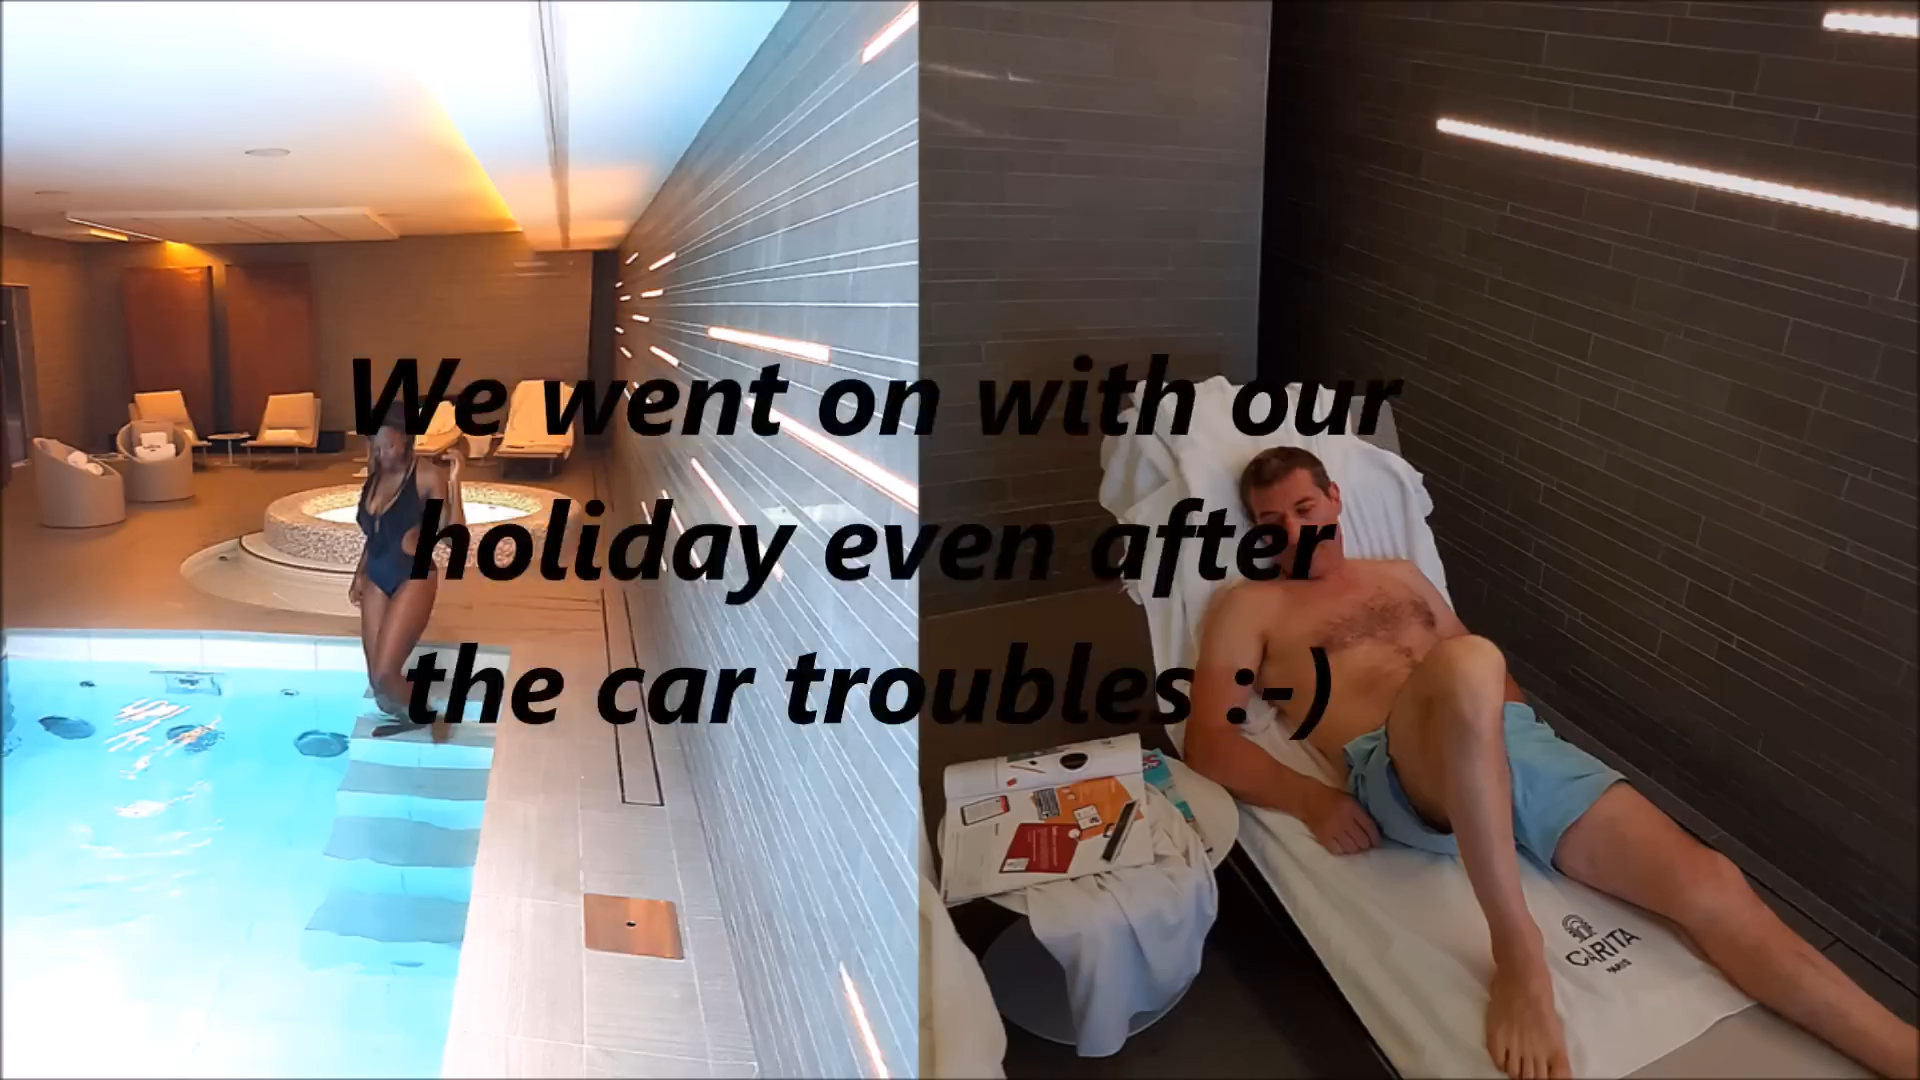 We went on with our
holiday even after
the car troubles :-)
CARITA
PARIS